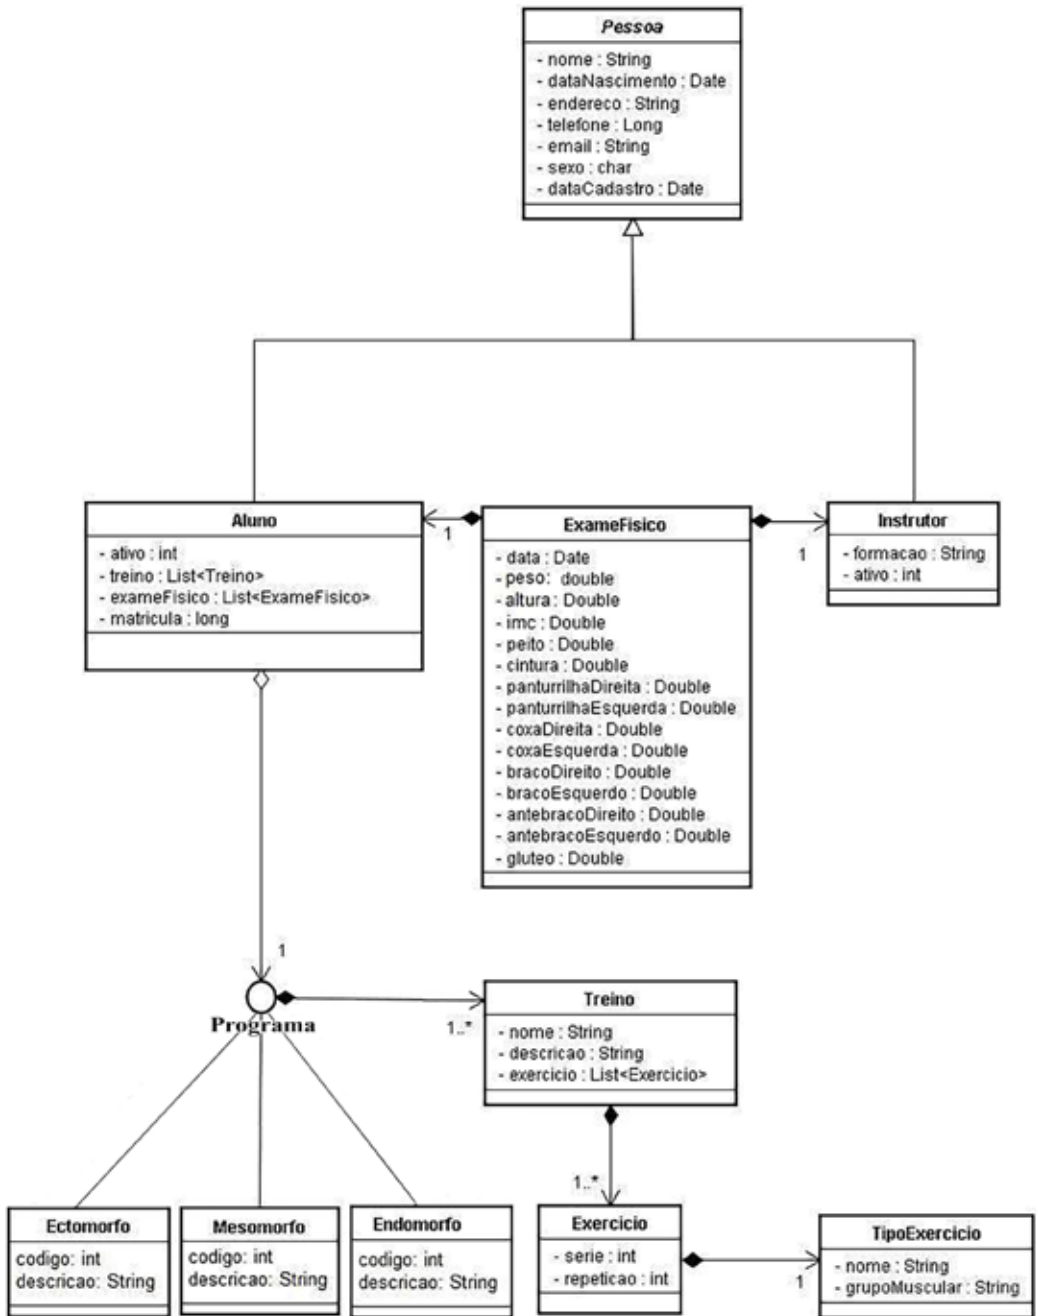 Pessoa
- nome : String
- dataNascimento : Date
- endereco : String
- telefone : Long
- email : String
- sexo : char
- dataCadastro : Date
Aluno
- ativo : int
- treino : List<Treino>
- exameFisico : List<ExameFisico>
- matricula : long
1
ExameFisico
- data : Date
- peso: double
- altura : Double
- imc : Double
- peito : Double
- cintura : Double
- panturrilhaDireita : Double
- panturrilhaEsquerda : Double
- coxaDireita : Double
- coxaEsquerda : Double
- bracoDireito : Double
- bracoEsquerdo : Double
- antebracoDireito : Double
- antebracoEsquerdo : Double
- gluteo : Double
1
Instrutor
- formacao : String
- ativo : int
1
Programa
1..*
Treino
- nome : String
- descricao : String
- exercicio : List<Exercicio>
1..*
Ectomorfo
codigo: int
descricao: String
Mesomorfo
codigo: int
descricao: String
Endomorfo
codigo: int
descricao: String
Exercicio
- serie : int
- repeticao : int
1
TipoExercicio
- nome : String
- grupoMuscular : String